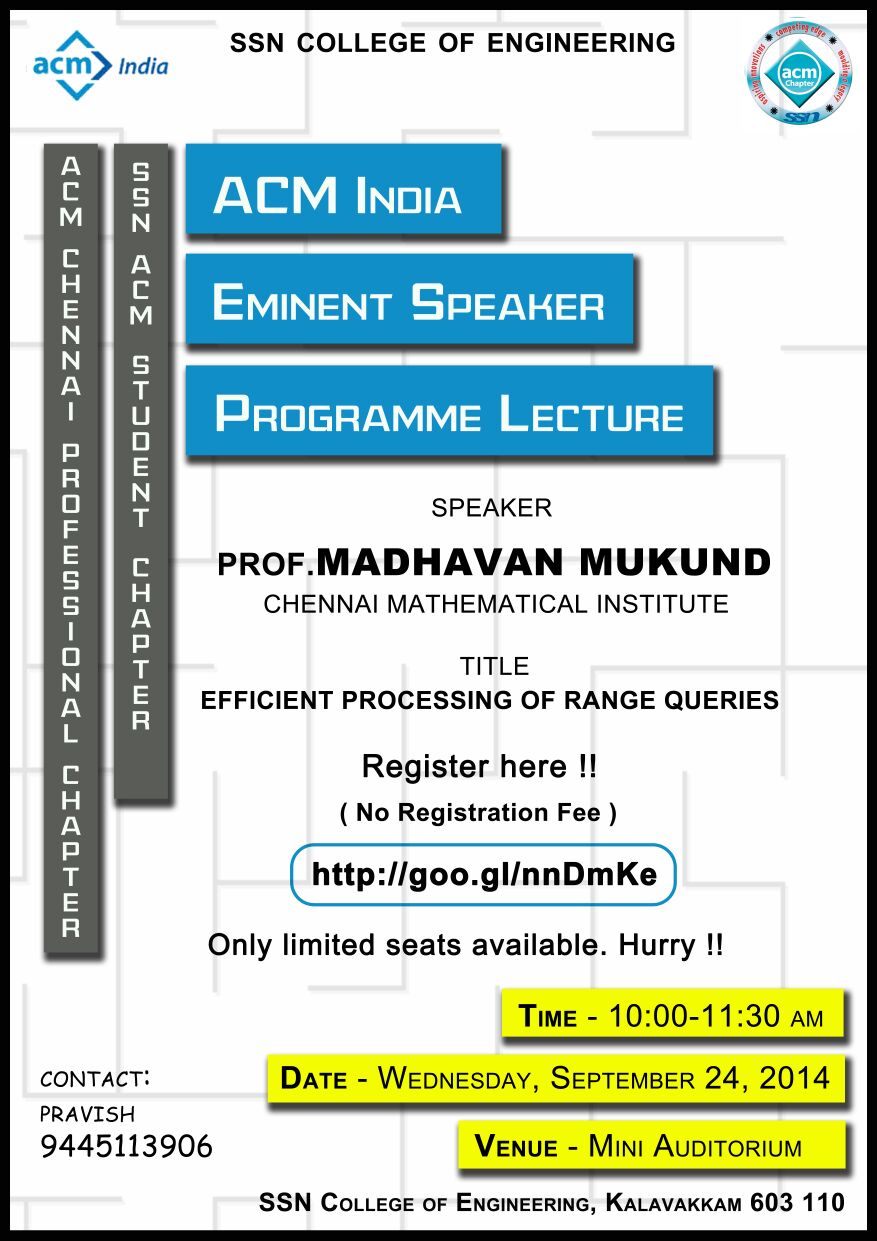 SSN COLLEGE OF ENGINEERING
acm India
aspiring innovations competing edge moulding a legacy
acm
Chapter
SSN
ACM CHENNAI PROFESSIONAL CHAPTER
SSN ACM STUDENT CHAPTER
ACM INDIA
EMINENT SPEAKER
PROGRAMME LECTURE
SPEAKER
PROF.MADHAVAN MUKUND
CHENNAI MATHEMATICAL INSTITUTE
TITLE
EFFICIENT PROCESSING OF RANGE QUERIES
Register here !!
( No Registration Fee )
http://goo.gl/nnDmKe
Only limited seats available. Hurry !!
TIME - 10:00-11:30 AM
DATE - WEDNESDAY, SEPTEMBER 24, 2014
VENUE - MINI AUDITORIUM
CONTACT:
PRAVISH
9445113906
SSN COLLEGE OF ENGINEERING, KALAVAKKAM 603 110